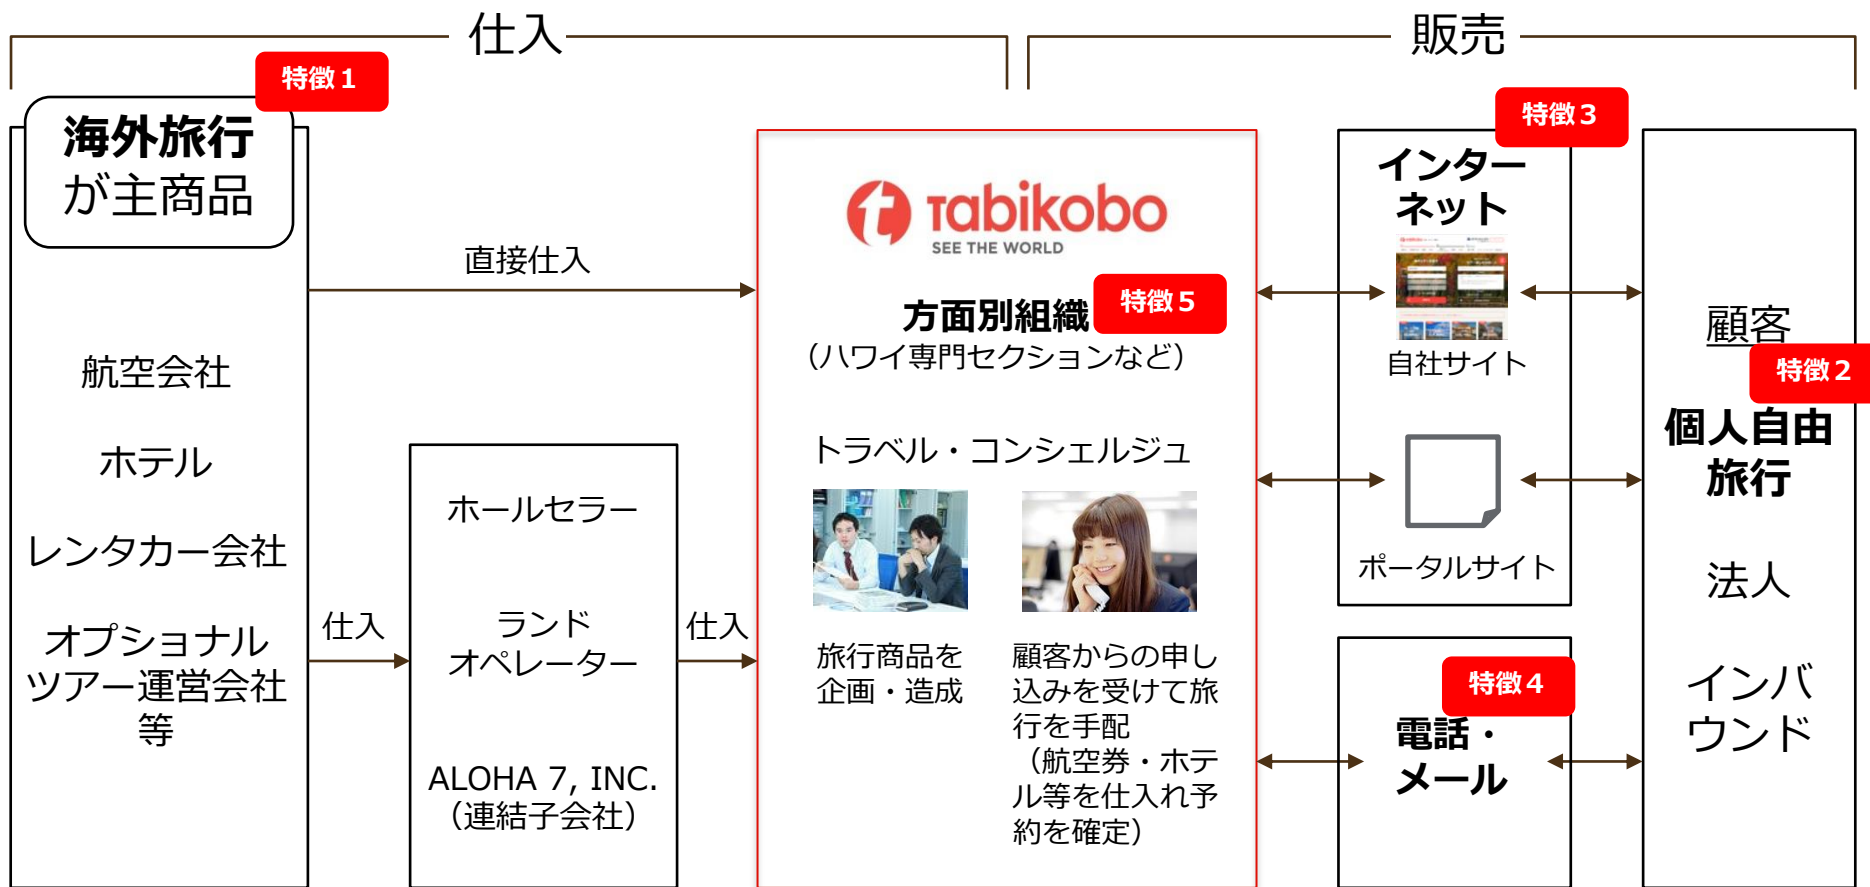 仕入
販売
特徴１
海外旅行
が主商品
航空会社
ホテル
レンタカー会社
オプショナル
ツアー運営会社
等
直接仕入
仕入
ホールセラー
ランド
オペレーター
ALOHA 7, INC.
（連結子会社）
仕入
Tabikobo
SEE THE WORLD
方面別組織
特徴５
（ハワイ専門セクションなど）
トラベル・コンシェルジュ
旅行商品を
企画・造成
顧客からの申し
込みを受けて旅
行を手配
（航空券・ホテ
ル等を仕入れ予
約を確定）
特徴３
インター
ネット
自社サイト
ポータルサイト
特徴４
電話・
メール
顧客
特徴２
個人自由
旅行
法人
インバ
ウンド